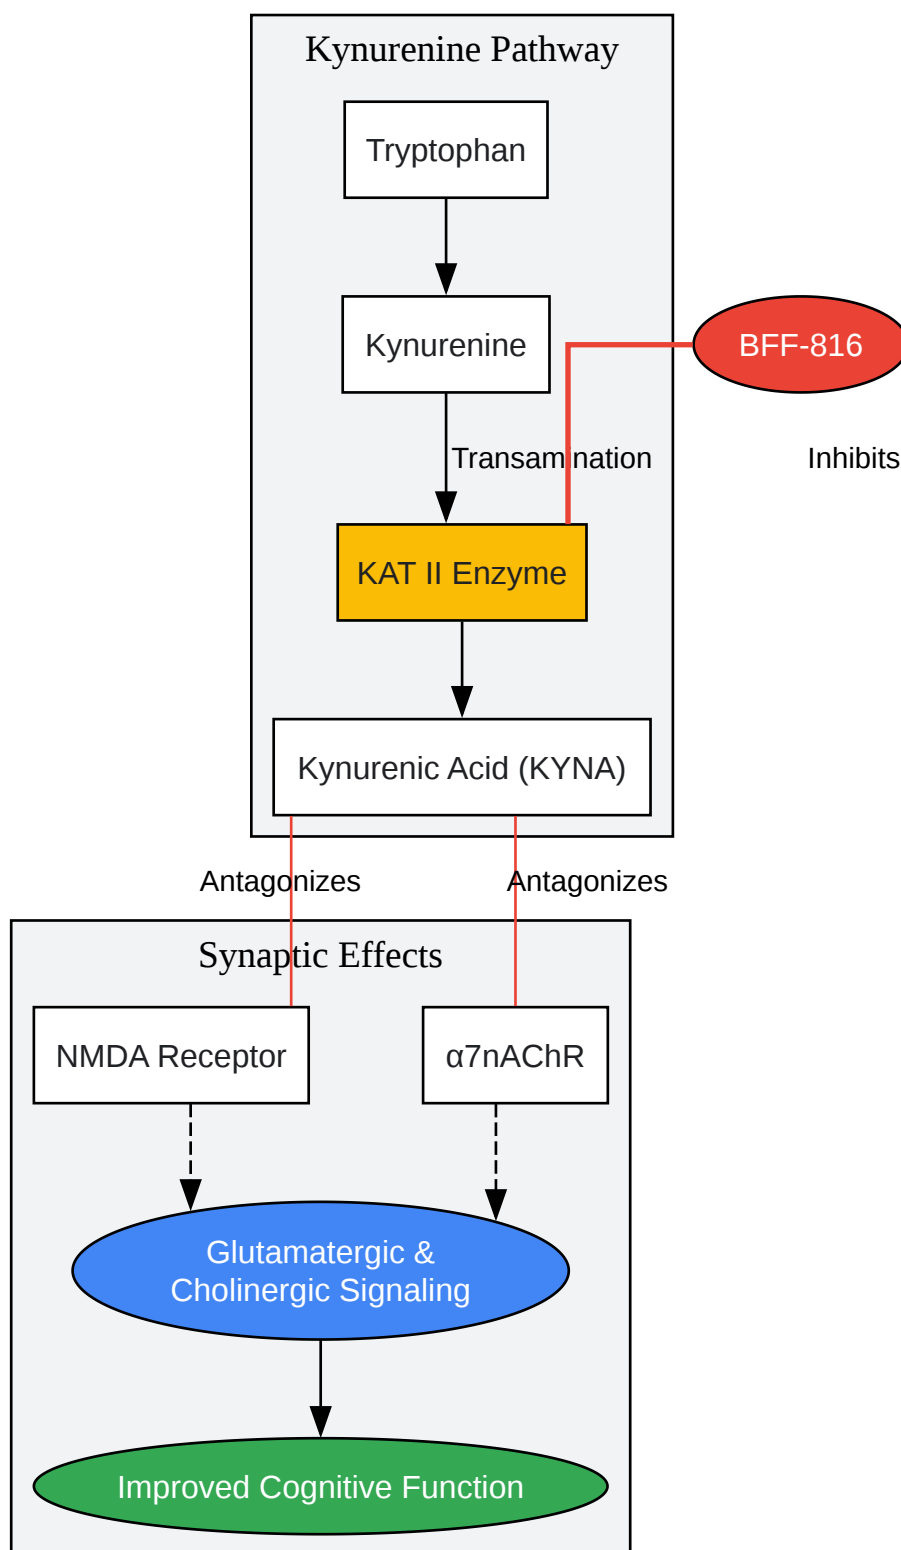 Kynurenine Pathway
Tryptophan
Kynurenine
BFF-816
Transamination
Inhibits
KAT II Enzyme
Kynurenic Acid (KYNA)
Antagonizes
Antagonizes
Synaptic Effects
NMDA Receptor
α7nAChR
Glutamatergic &
Cholinergic Signaling
Improved Cognitive Function